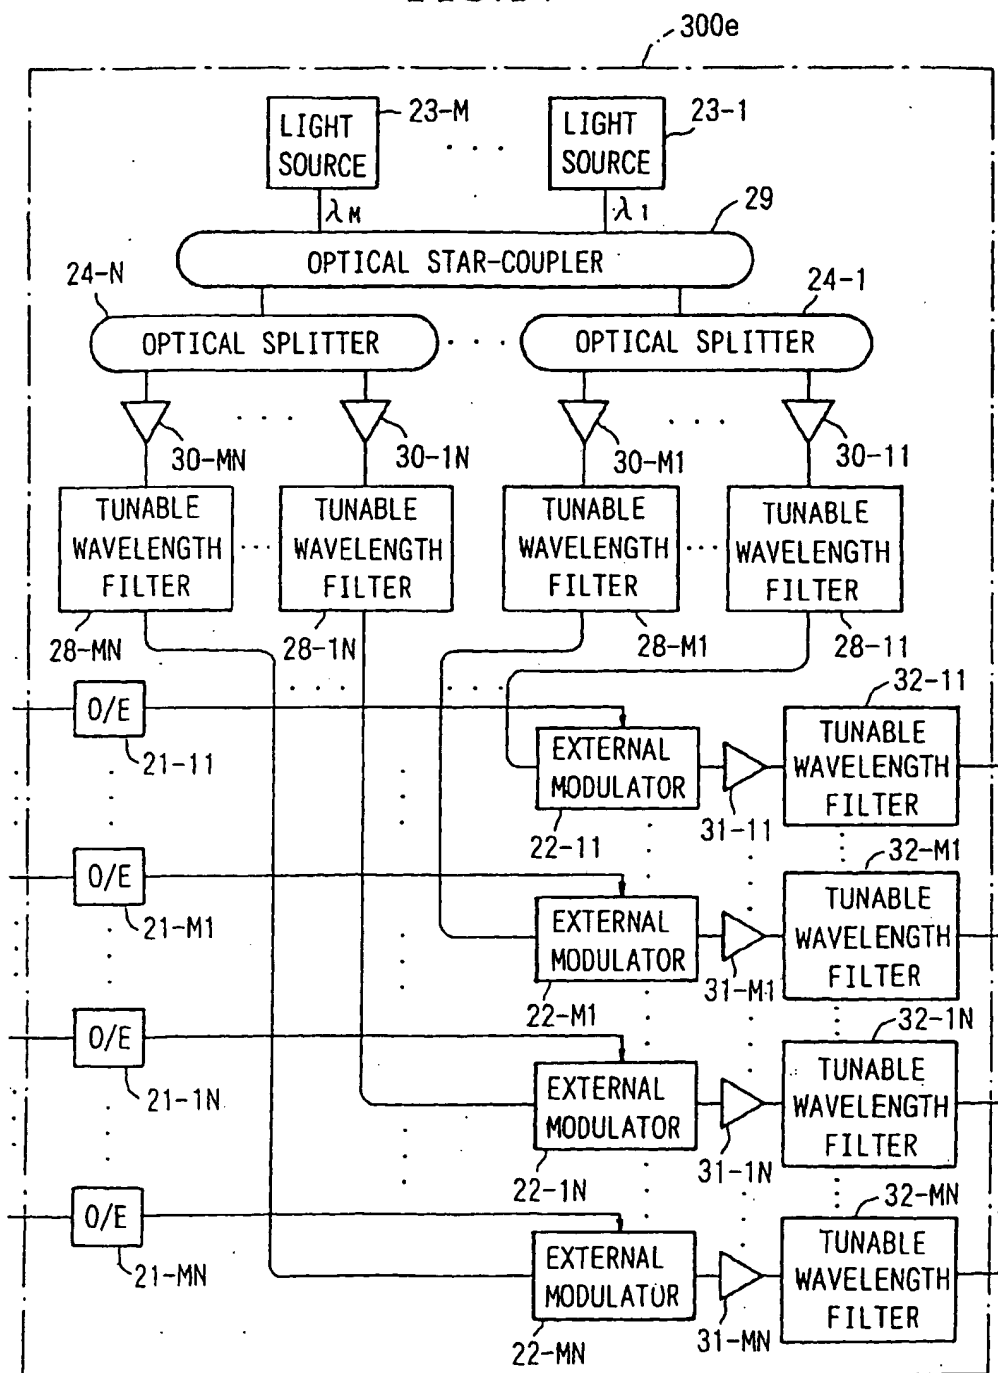 300e
LIGHT
SOURCE
23-M
LIGHT
SOURCE
23-1
λM
λ1
29
OPTICAL STAR-COUPLER
24-N
24-1
OPTICAL SPLITTER
OPTICAL SPLITTER
30-MN
30-1N
30-M1
30-11
TUNABLE
WAVELENGTH
FILTER
TUNABLE
WAVELENGTH
FILTER
TUNABLE
WAVELENGTH
FILTER
TUNABLE
WAVELENGTH
FILTER
28-MN
28-1N
28-M1
28-11
O/E
21-11
EXTERNAL
MODULATOR
22-11
31-11
32-11
TUNABLE
WAVELENGTH
FILTER
O/E
21-M1
EXTERNAL
MODULATOR
22-M1
31-M1
32-M1
TUNABLE
WAVELENGTH
FILTER
O/E
21-1N
EXTERNAL
MODULATOR
22-1N
31-1N
32-1N
TUNABLE
WAVELENGTH
FILTER
O/E
21-MN
EXTERNAL
MODULATOR
22-MN
31-MN
32-MN
TUNABLE
WAVELENGTH
FILTER